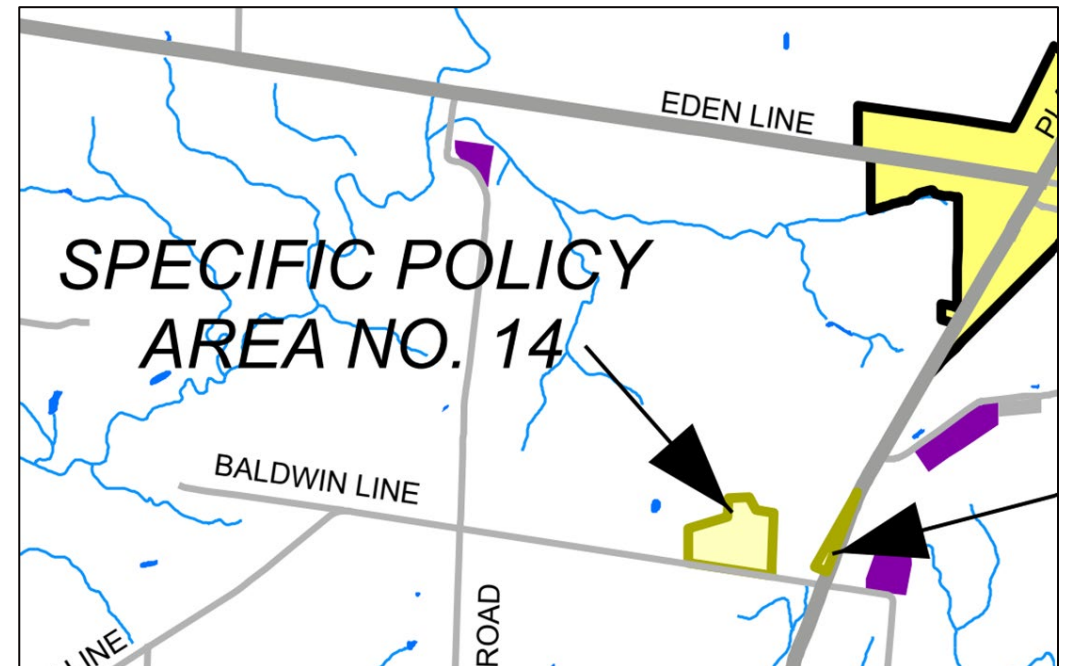 EDEN LINE
SPECIFIC POLICY
AREA NO. 14
BALDWIN LINE
ROAD
LINE